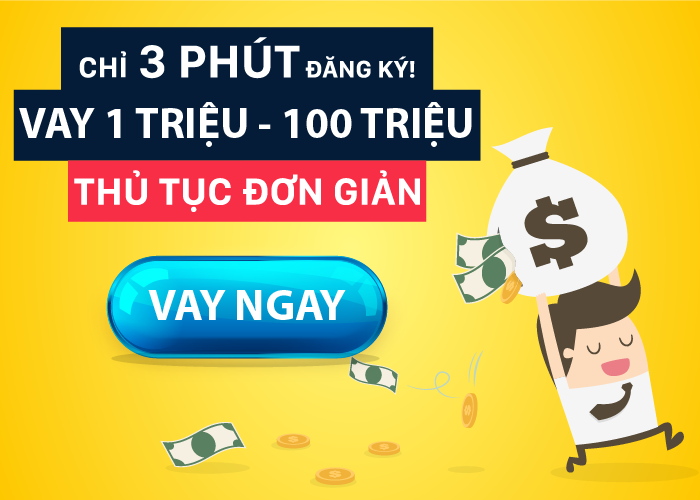 CHỈ 3 PHÚT ĐĂNG KÝ!
VAY 1 TRIỆU - 100 TRIỆU
THỦ TỤC ĐƠN GIẢN
VAY NGAY
$